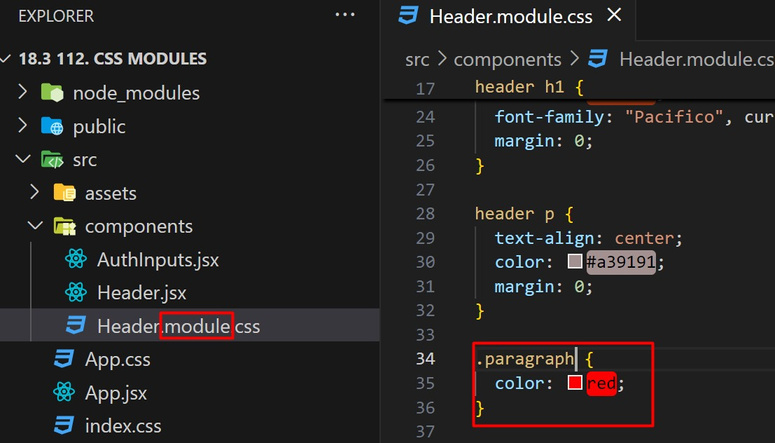 EXPLORER
18.3 112. CSS MODULES
node_modules
public
src
assets
components
AuthInputs.jsx
Header.jsx
Header.module.css
App.css
App.jsx
index.css
Header.module.css
src > components > Header.module.cs
17 header h1 {
24 font-family: "Pacifico", cur
25 margin: 0;
26 }
27
28 header p {
29 text-align: center;
30 color: #a39191;
31 margin: 0;
32 }
33
34 .paragraph {
35 color: red;
36 }
37